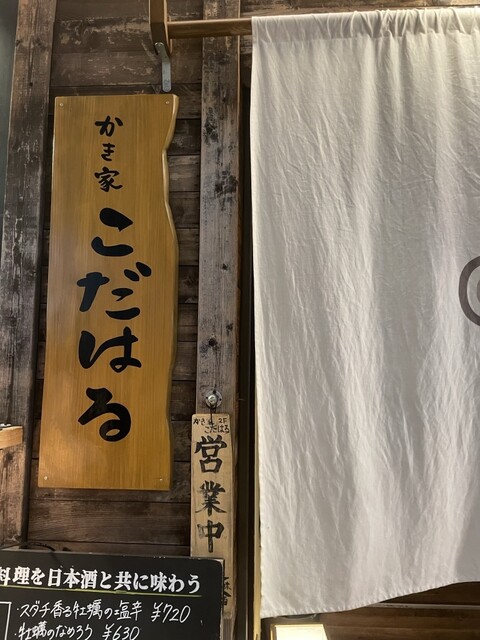 かき家
こだはる
かき家 2F
こだはる
営業中
料理を日本酒と共に味わう
・スダチ香る牡蠣の塩辛 ¥720
・牡蠣のなめろう ¥630